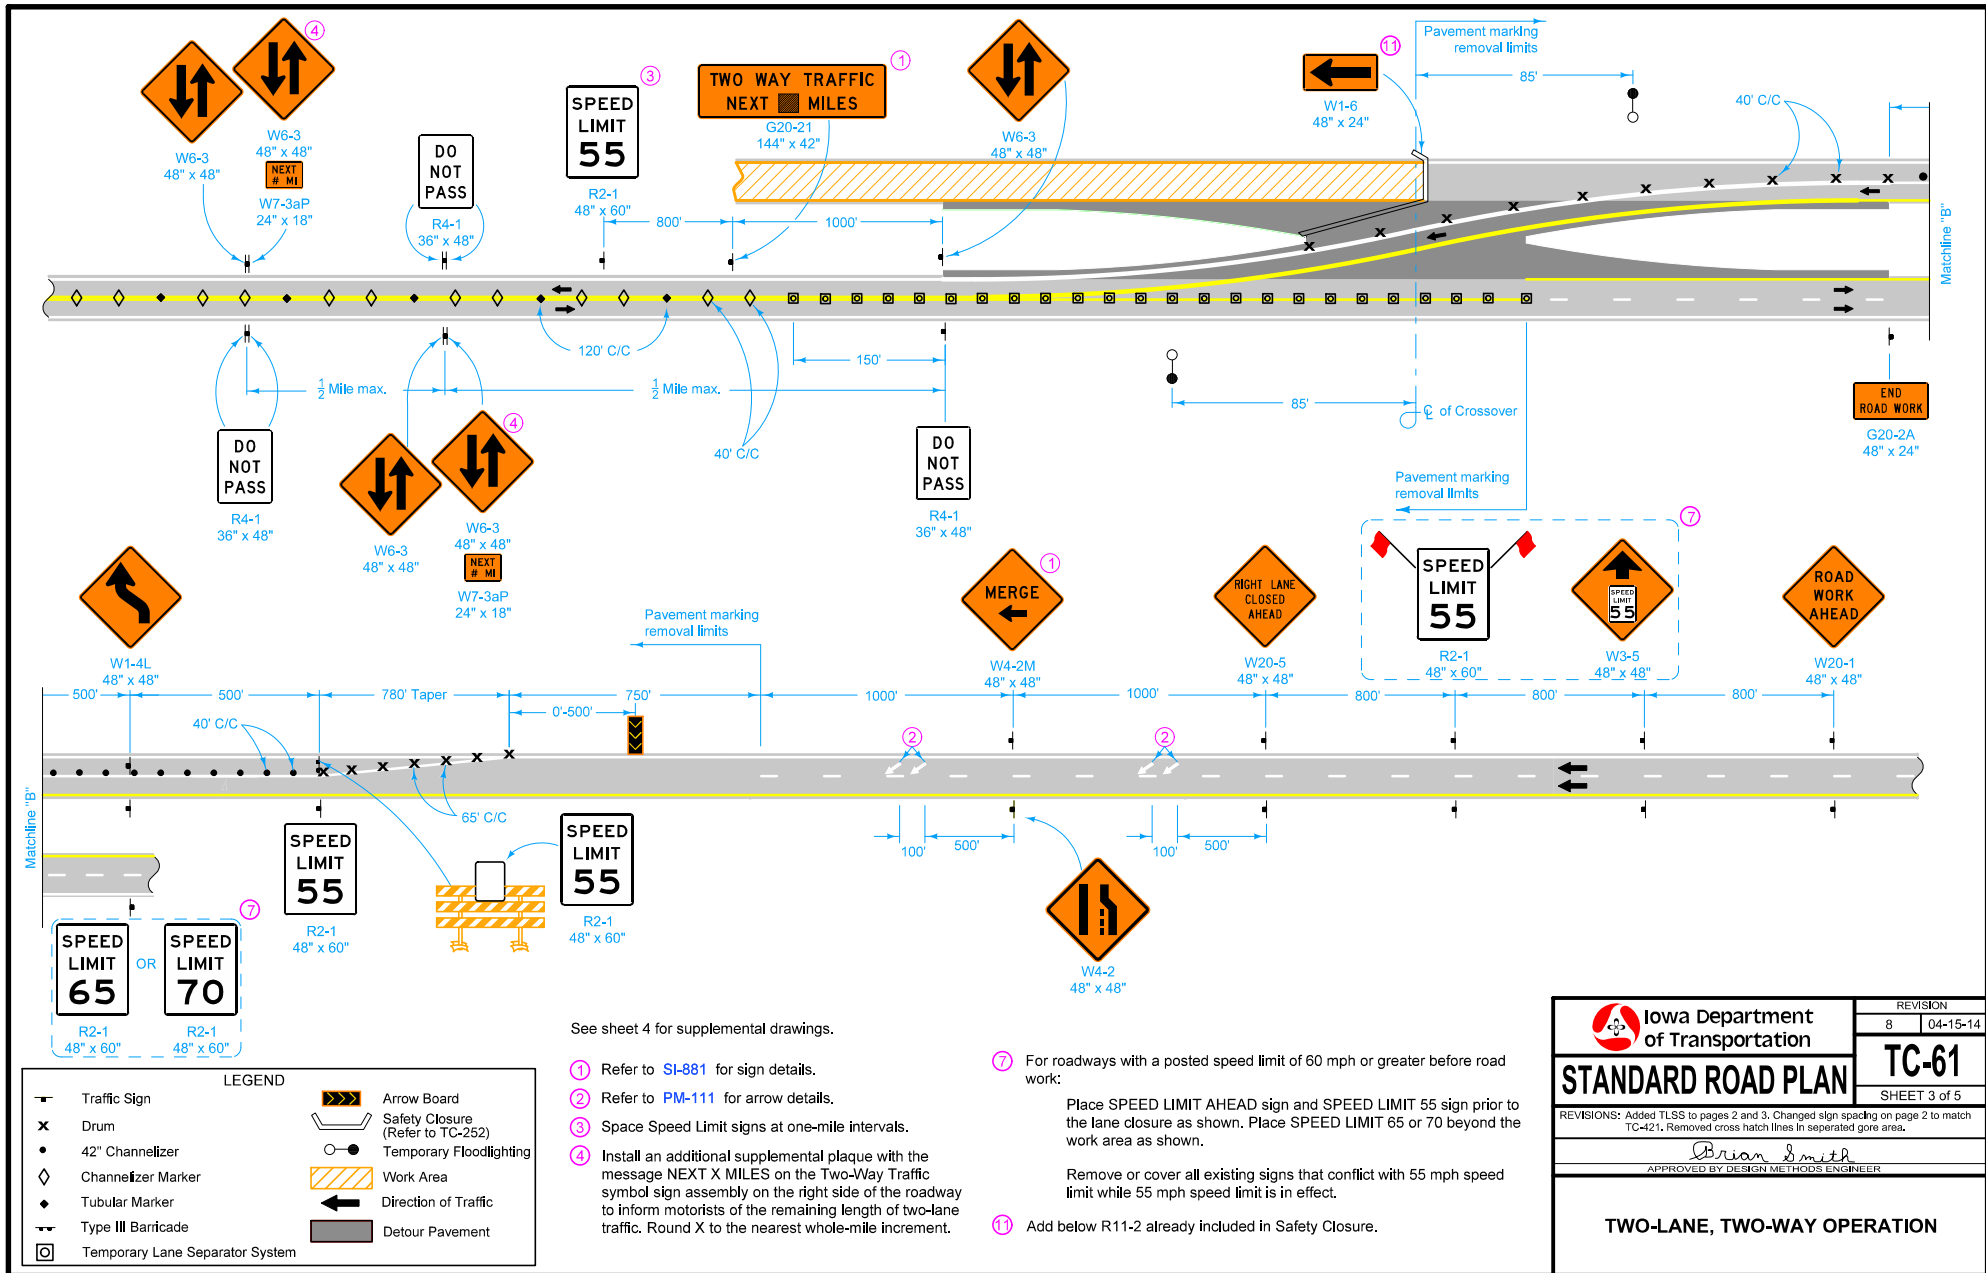 4
W6-3
48" x 48"
W6-3
48" x 48"
NEXT
# MI
W7-3aP
24" x 18"
DO
NOT
PASS
R4-1
36" x 48"
3
SPEED
LIMIT
55
R2-1
48" x 60"
1
TWO WAY TRAFFIC
NEXT MILES
G20-21
144" x 42"
W6-3
48" x 48"
11
W1-6
48" x 24"
Pavement marking
removal limits
85'
40' C/C
800'
1000'
Matchline "B"
120' C/C
150'
1/2 Mile max.
1/2 Mile max.
40' C/C
85'
℄ of Crossover
END
ROAD WORK
G20-2A
48" x 24"
DO
NOT
PASS
R4-1
36" x 48"
4
W6-3
48" x 48"
W6-3
48" x 48"
NEXT
# MI
W7-3aP
24" x 18"
DO
NOT
PASS
R4-1
36" x 48"
Pavement marking
removal limits
W1-4L
48" x 48"
Pavement marking
removal limits
1
MERGE
W4-2M
48" x 48"
RIGHT LANE
CLOSED
AHEAD
W20-5
48" x 48"
7
SPEED
LIMIT
55
R2-1
48" x 60"
SPEED
LIMIT
55
W3-5
48" x 48"
ROAD
WORK
AHEAD
W20-1
48" x 48"
500'
500'
780' Taper
750'
1000'
1000'
800'
800'
800'
0'-500'
40' C/C
2
2
65' C/C
100'
500'
100'
500'
Matchline "B"
SPEED
LIMIT
55
R2-1
48" x 60"
SPEED
LIMIT
55
R2-1
48" x 60"
W4-2
48" x 48"
7
SPEED
LIMIT
65
R2-1
48" x 60"
OR
SPEED
LIMIT
70
R2-1
48" x 60"
LEGEND
Traffic Sign
Drum
42" Channelizer
Channelizer Marker
Tubular Marker
Type III Barricade
Temporary Lane Separator System
Arrow Board
Safety Closure
(Refer to TC-252)
Temporary Floodlighting
Work Area
Direction of Traffic
Detour Pavement
See sheet 4 for supplemental drawings.
1 Refer to SI-881 for sign details.
2 Refer to PM-111 for arrow details.
3 Space Speed Limit signs at one-mile intervals.
4 Install an additional supplemental plaque with the
message NEXT X MILES on the Two-Way Traffic
symbol sign assembly on the right side of the roadway
to inform motorists of the remaining length of two-lane
traffic. Round X to the nearest whole-mile increment.
7 For roadways with a posted speed limit of 60 mph or greater before road
work:
Place SPEED LIMIT AHEAD sign and SPEED LIMIT 55 sign prior to
the lane closure as shown. Place SPEED LIMIT 65 or 70 beyond the
work area as shown.
Remove or cover all existing signs that conflict with 55 mph speed
limit while 55 mph speed limit is in effect.
11 Add below R11-2 already included in Safety Closure.
Iowa Department
of Transportation
STANDARD ROAD PLAN
REVISION
8 04-15-14
TC-61
SHEET 3 of 5
REVISIONS: Added TLSS to pages 2 and 3. Changed sign spacing on page 2 to match
TC-421. Removed cross hatch lines in seperated gore area.
Brian Smith
APPROVED BY DESIGN METHODS ENGINEER
TWO-LANE, TWO-WAY OPERATION